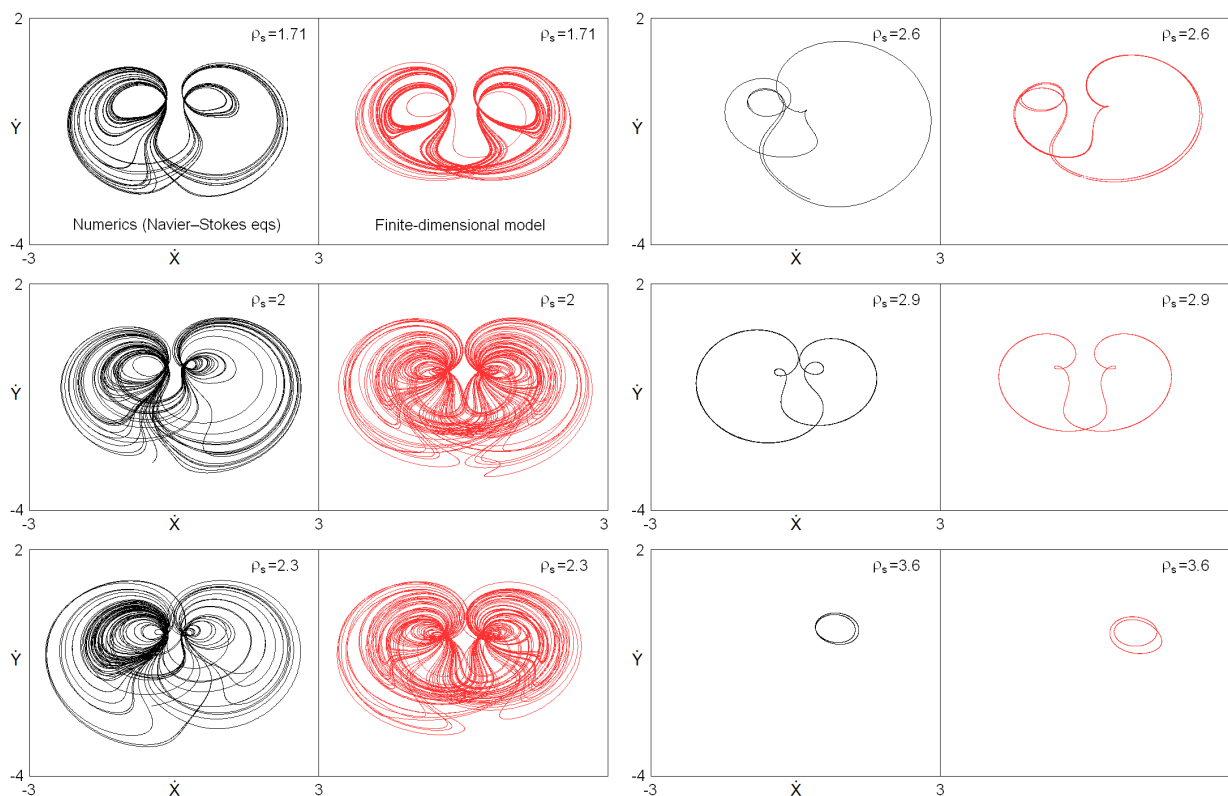 2
ρs=1.71
ρs=1.71
Ẏ
Numerics (Navier–Stokes eqs)
Finite-dimensional model
-4
-3
Ẋ
3
2
ρs=2.6
ρs=2.6
Ẏ
-4
-3
Ẋ
3
2
ρs=2
ρs=2
Ẏ
-4
-3
Ẋ
3
3
2
ρs=2.9
ρs=2.9
Ẏ
-4
-3
Ẋ
3
2
ρs=2.3
ρs=2.3
Ẏ
-4
-3
Ẋ
3
2
ρs=3.6
ρs=3.6
Ẏ
-4
-3
Ẋ
3